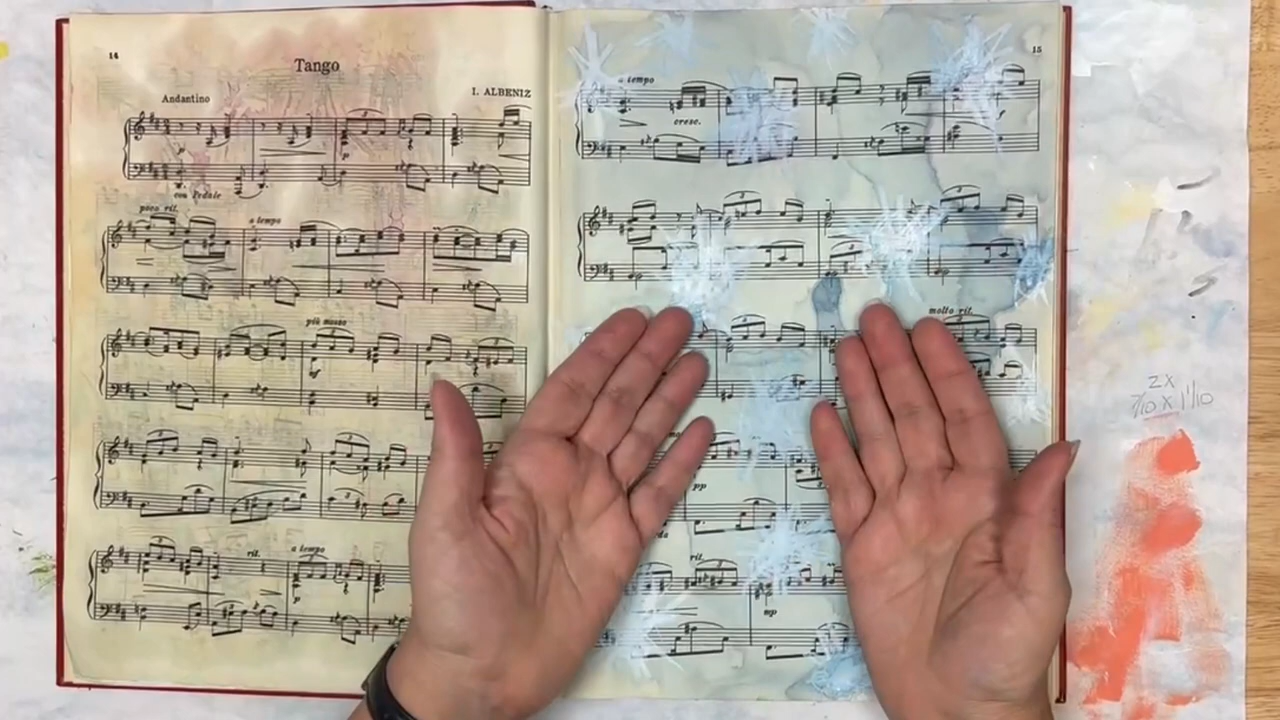 14
Tango
Andantino
I. ALBENIZ
con Pedale
poco rit.
a tempo
più mosso
rit.
a tempo
15
a tempo
cresc.
molto rit.
pp
rit.
mp
2x
7/10 x 1 1/10